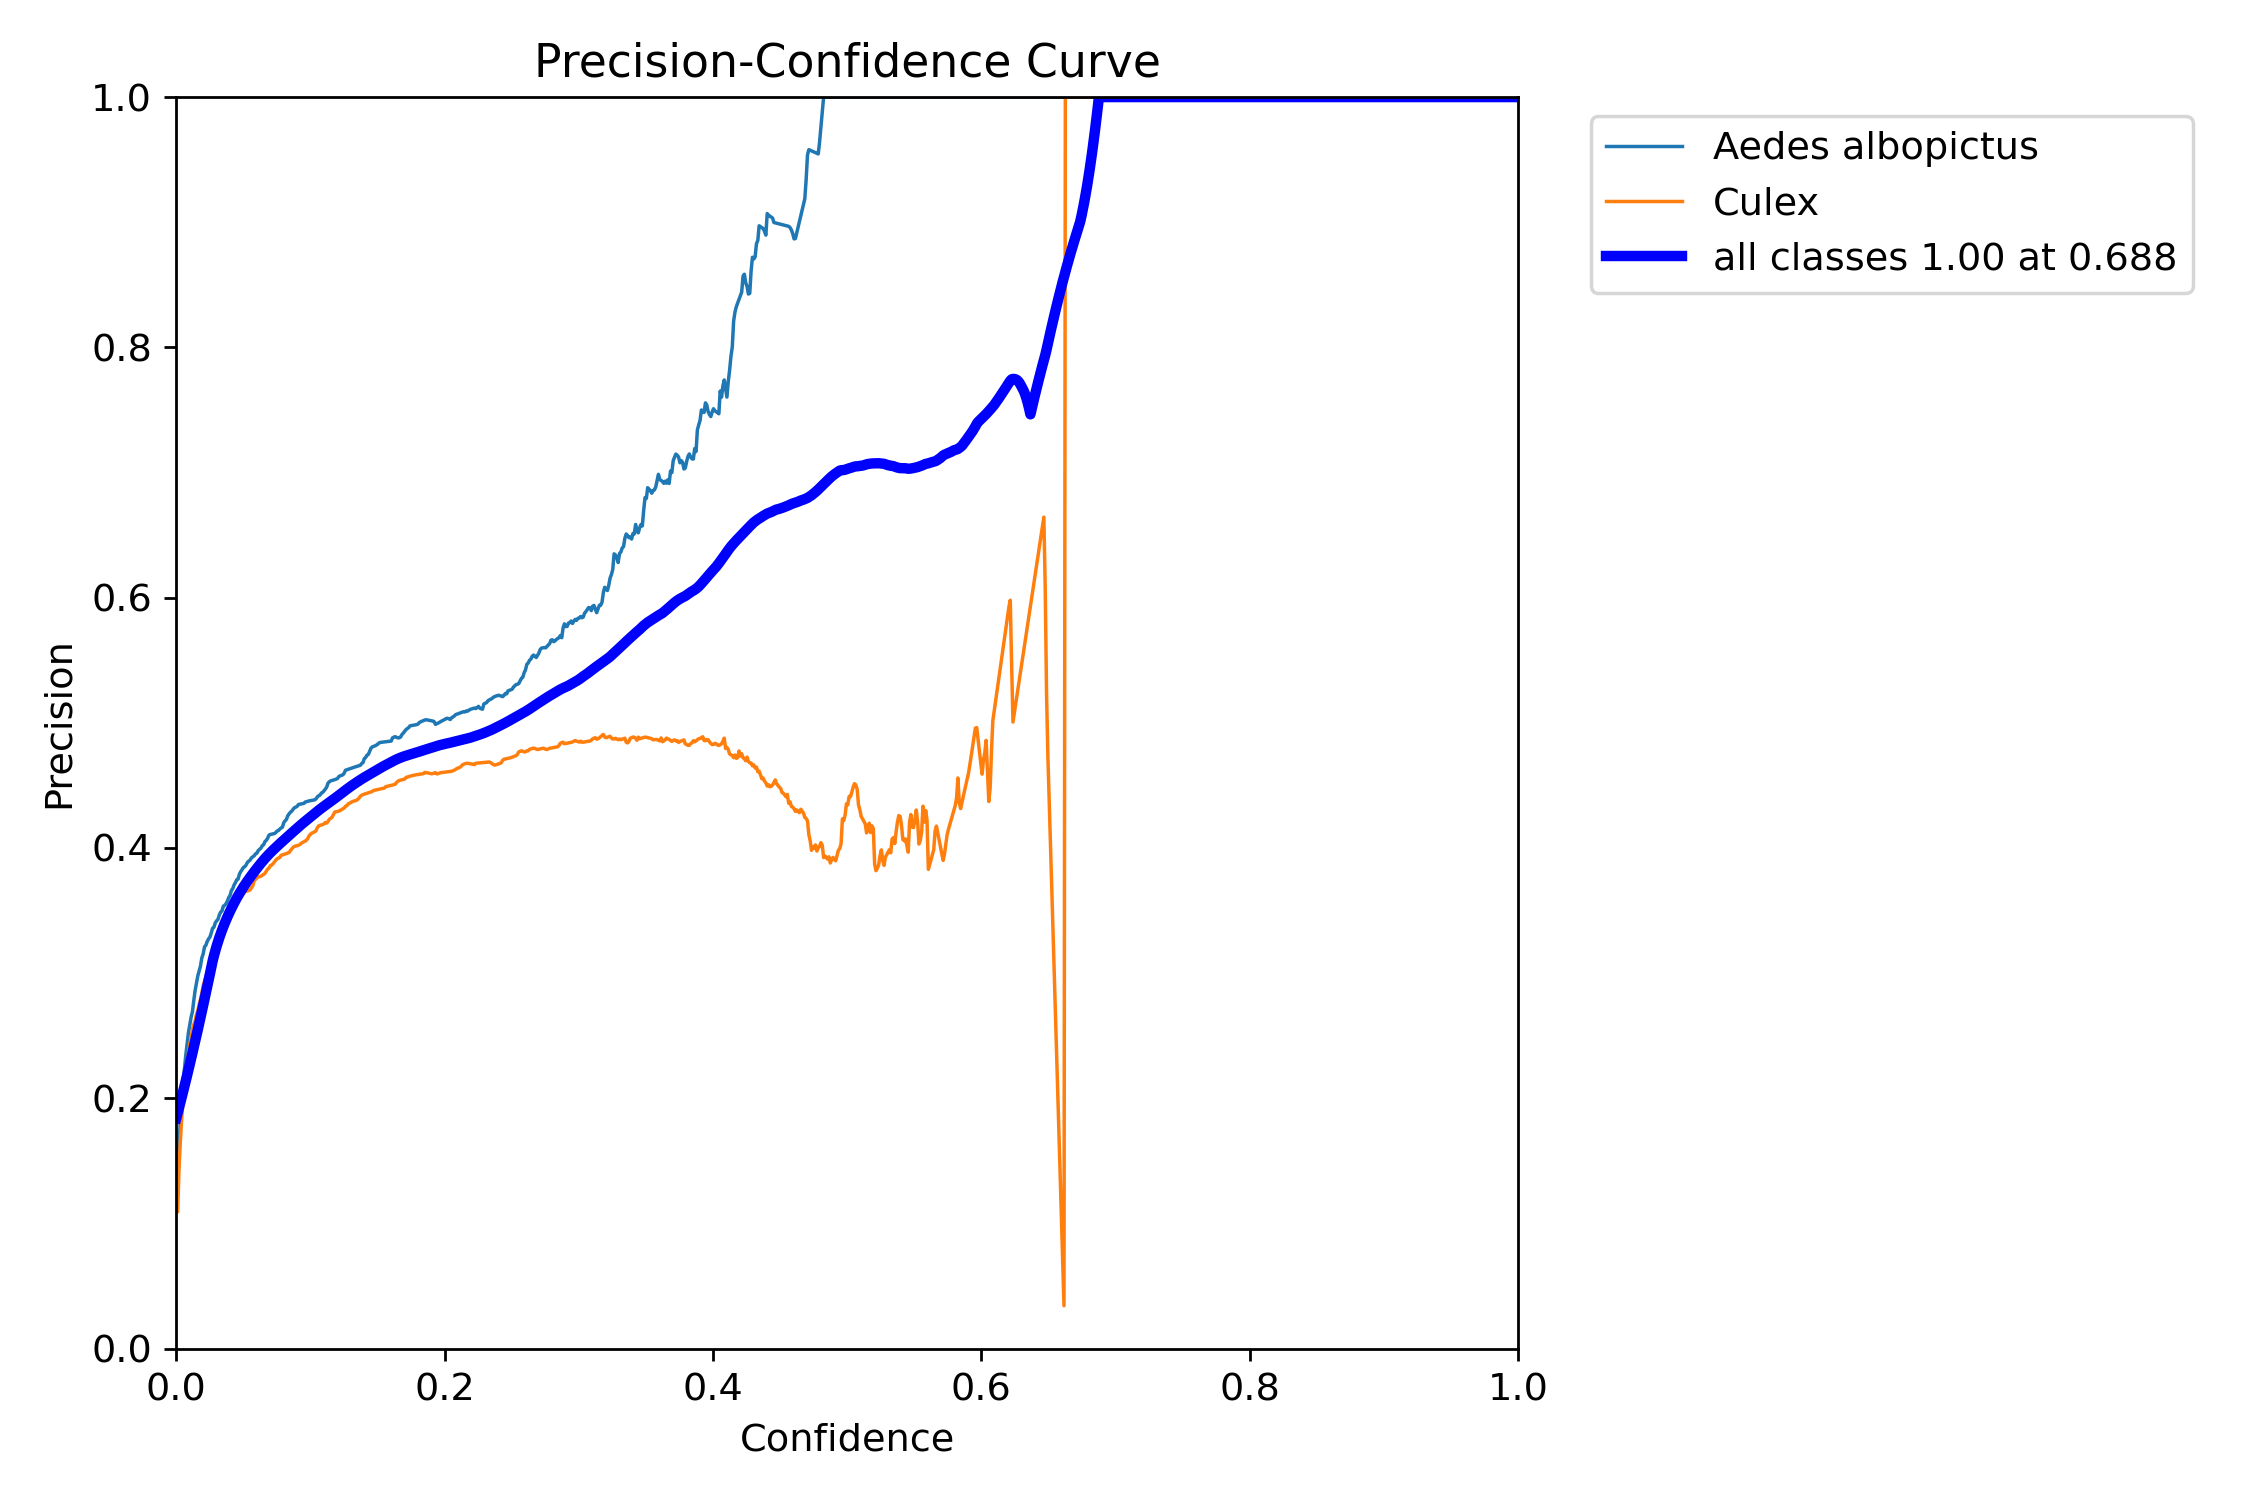 Precision-Confidence Curve
1.0
0.8
0.6
0.4
0.2
0.0
Precision
0.0 0.2 0.4 0.6 0.8 1.0
Confidence
Aedes albopictus
Culex
all classes 1.00 at 0.688